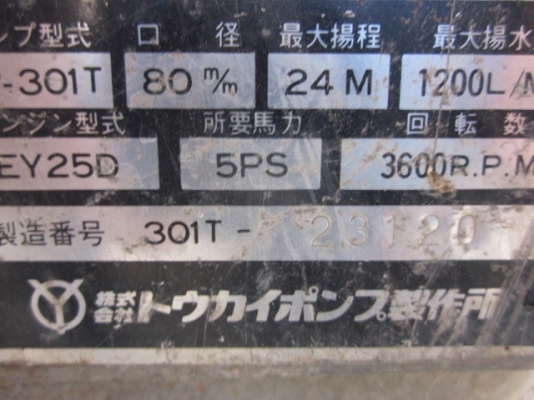 ンプ型式 口径 最大揚程 最大揚水
-301T 80 m/m 24M 1200L/M
ンジン型式 所要馬力 回転数
EY25D 5PS 3600R.P.M
製造番号 301T- 23120
株式会社トウカイポンプ製作所